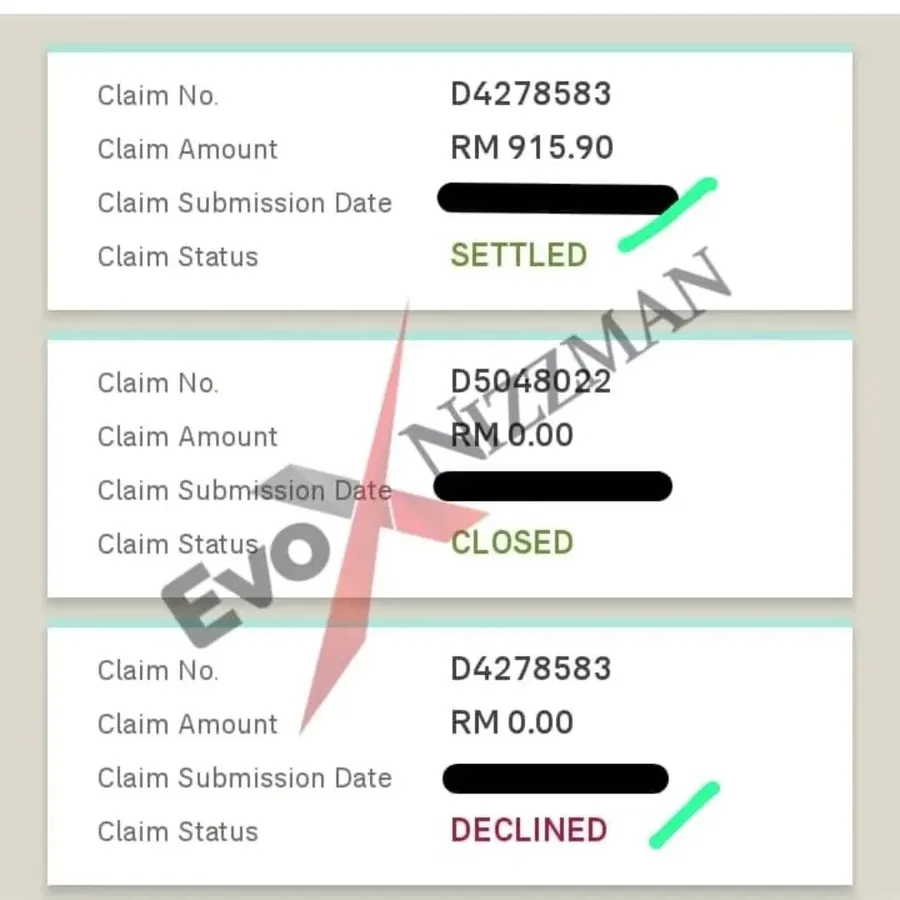 Claim No. D4278583
Claim Amount RM 915.90
Claim Submission Date
Claim Status SETTLED
Claim No. D5048022
Claim Amount RM 0.00
Claim Submission Date
Claim Status CLOSED
Claim No. D4278583
Claim Amount RM 0.00
Claim Submission Date
Claim Status DECLINED
EvoX NIZZMAN